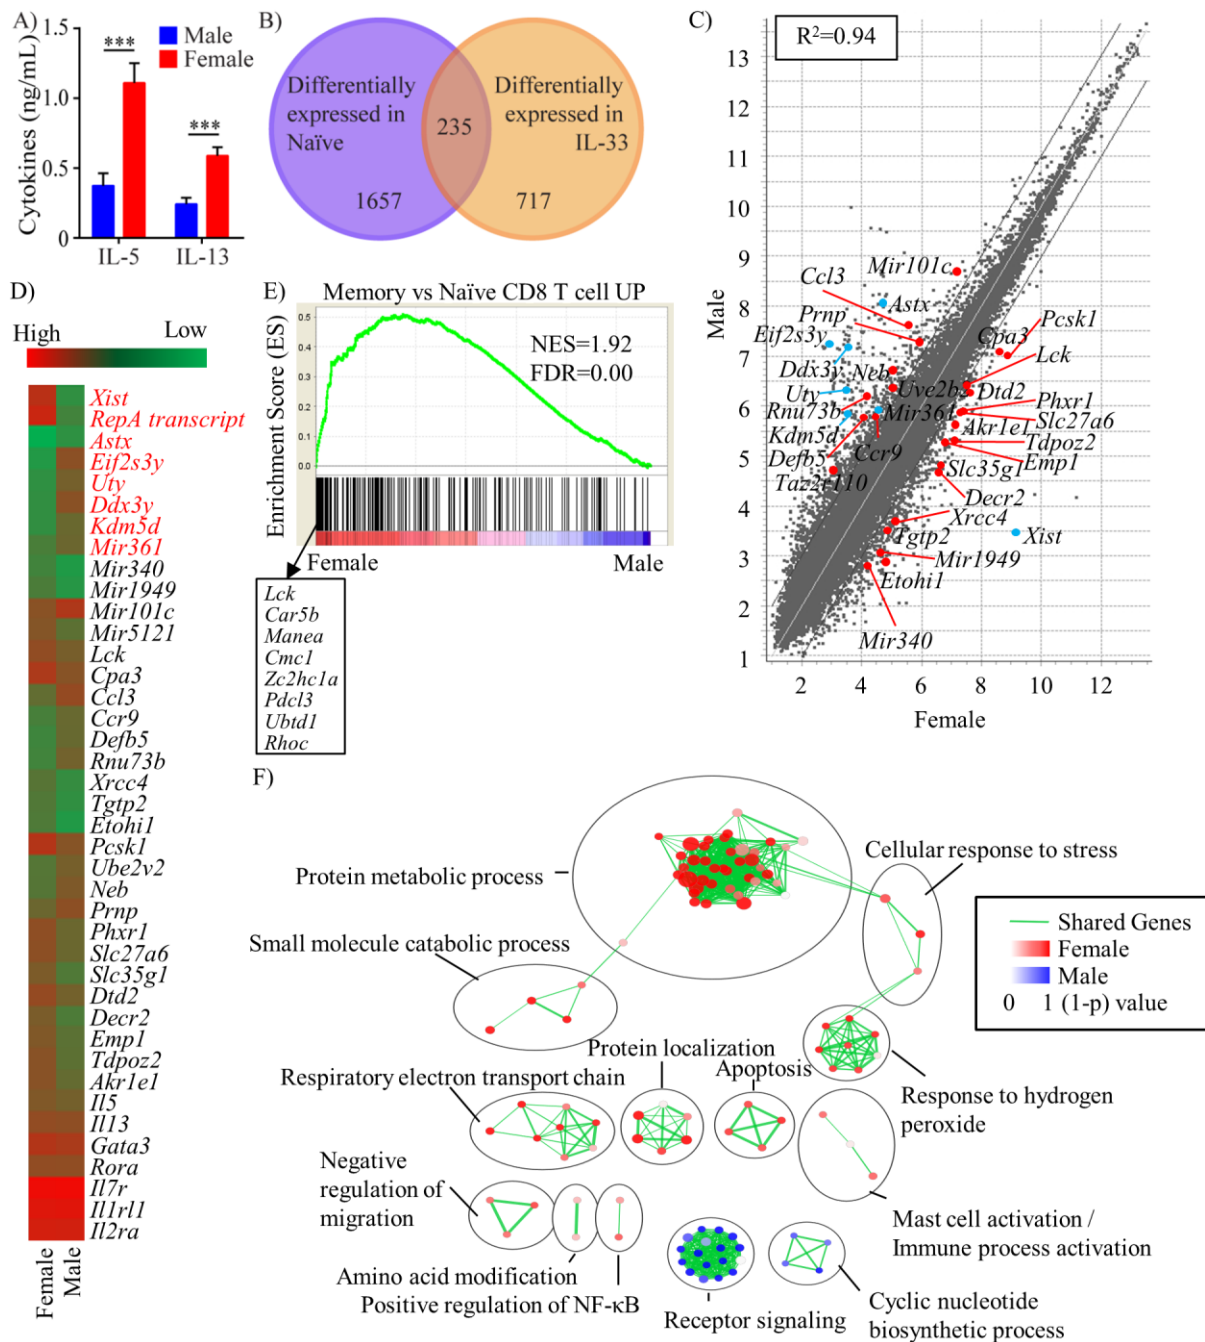 A)
Cytokines (ng/mL)
1.5
1.0
0.5
0
***
***
Male
Female
IL-5
IL-13
B)
Differentially
expressed in
Naïve
1657
235
Differentially
expressed in
IL-33
717
C)
R²=0.94
Male
13
12
11
10
9
8
7
6
5
4
3
2
1
2
4
6
8
10
12
Female
Mir101c
Ccl3
Astx
Prnp
Eif2s3y
Cpa3
Pcsk1
Lck
Ddx3y
Neb
Uty
Uve2b
Dtd2
Rnu73b
Mir361
Phxr1
Slc27a6
Kdm5d
Akr1e1
Tdpoz2
Defb5
Ccr9
Emp1
Slc35g1
Decr2
Xrcc4
Tgtp2
Xist
Mir1949
Etohi1
Mir340
D)
High
Low
Xist
RepA transcript
Astx
Eif2s3y
Uty
Ddx3y
Kdm5d
Mir361
Mir340
Mir1949
Mir101c
Mir5121
Lck
Cpa3
Ccl3
Ccr9
Defb5
Rnu73b
Xrcc4
Tgtp2
Etohi1
Pcsk1
Ube2v2
Neb
Prnp
Phxr1
Slc27a6
Slc35g1
Dtd2
Decr2
Emp1
Tdpoz2
Akr1e1
Il5
Il13
Gata3
Rora
Il7r
Il1rl1
Il2ra
Female
Male
E)
Memory vs Naïve CD8 T cell UP
Enrichment Score (ES)
0.5
0.4
0.3
0.2
0.1
0.0
NES=1.92
FDR=0.00
Female
Male
Lck
Car5b
Manea
Cmc1
Zc2hc1a
Pdcl3
Ubtd1
Rhoc
F)
Protein metabolic process
Cellular response to stress
Small molecule catabolic process
Shared Genes
Female
Male
0 1 (1-p) value
Respiratory electron transport chain
Protein localization
Apoptosis
Response to hydrogen
peroxide
Negative
regulation of
migration
Mast cell activation /
Immune process activation
Amino acid modification
Positive regulation of NF-κB
Receptor signaling
Cyclic nucleotide
biosynthetic process